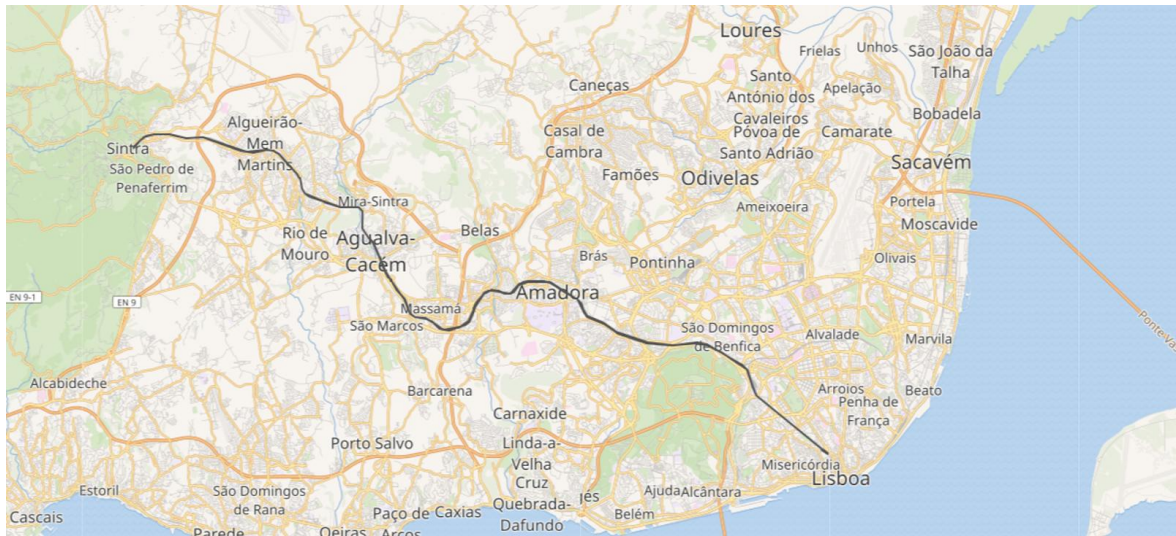 Loures
Frielas
Unhos
São João da
Talha
Santo
António dos
Cavaleiros
Apelação
Caneças
Bobadela
Algueirão-
Mem
Martins
Casal de
Cambra
Póvoa de
Santo Adrião
Camarate
Sintra
Sacavém
São Pedro de
Penaferrim
Famões
Odivelas
Mira-Sintra
Portela
Ameixoeira
Moscavide
Rio de
Mouro
Belas
Agualva-
Cacém
Brás
Pontinha
Olivais
EN 9-1
EN 9
Amadora
Massamá
São Marcos
São Domingos
de Benfica
Alvalade
Marvila
Alcabideche
Barcarena
Arroios
Beato
Penha de
França
Carnaxide
Porto Salvo
Linda-a-
Velha
Cruz
Quebrada-
Dafundo
Misericórdia
Lisboa
Estoril
São Domingos
de Rana
Ajuda
Alcântara
Cascais
Paço de Caxias
Belém
Parede
Oeiras